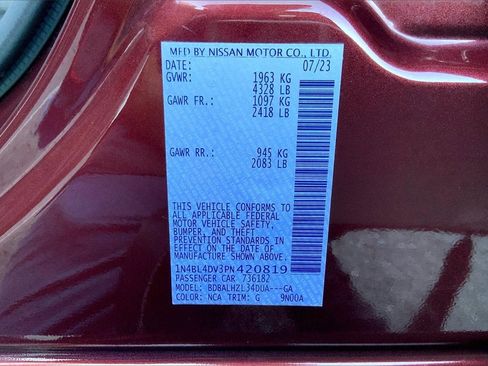 MFD BY NISSAN MOTOR CO., LTD.
DATE: 07/23
GVWR: 1963 KG
4328 LB
GAWR FR.: 1097 KG
2418 LB
GAWR RR.: 945 KG
2083 LB
THIS VEHICLE CONFORMS TO
ALL APPLICABLE FEDERAL
MOTOR VEHICLE SAFETY,
BUMPER, AND THEFT
PREVENTION STANDARDS IN
EFFECT ON THE DATE OF
MANUFACTURE SHOWN ABOVE.
1N4BL4DV3PN420819
PASSENGER CAR 736182
MODEL: BDBALHZL34DUA---GA
COLOR: NCA TRIM: G 9N00A